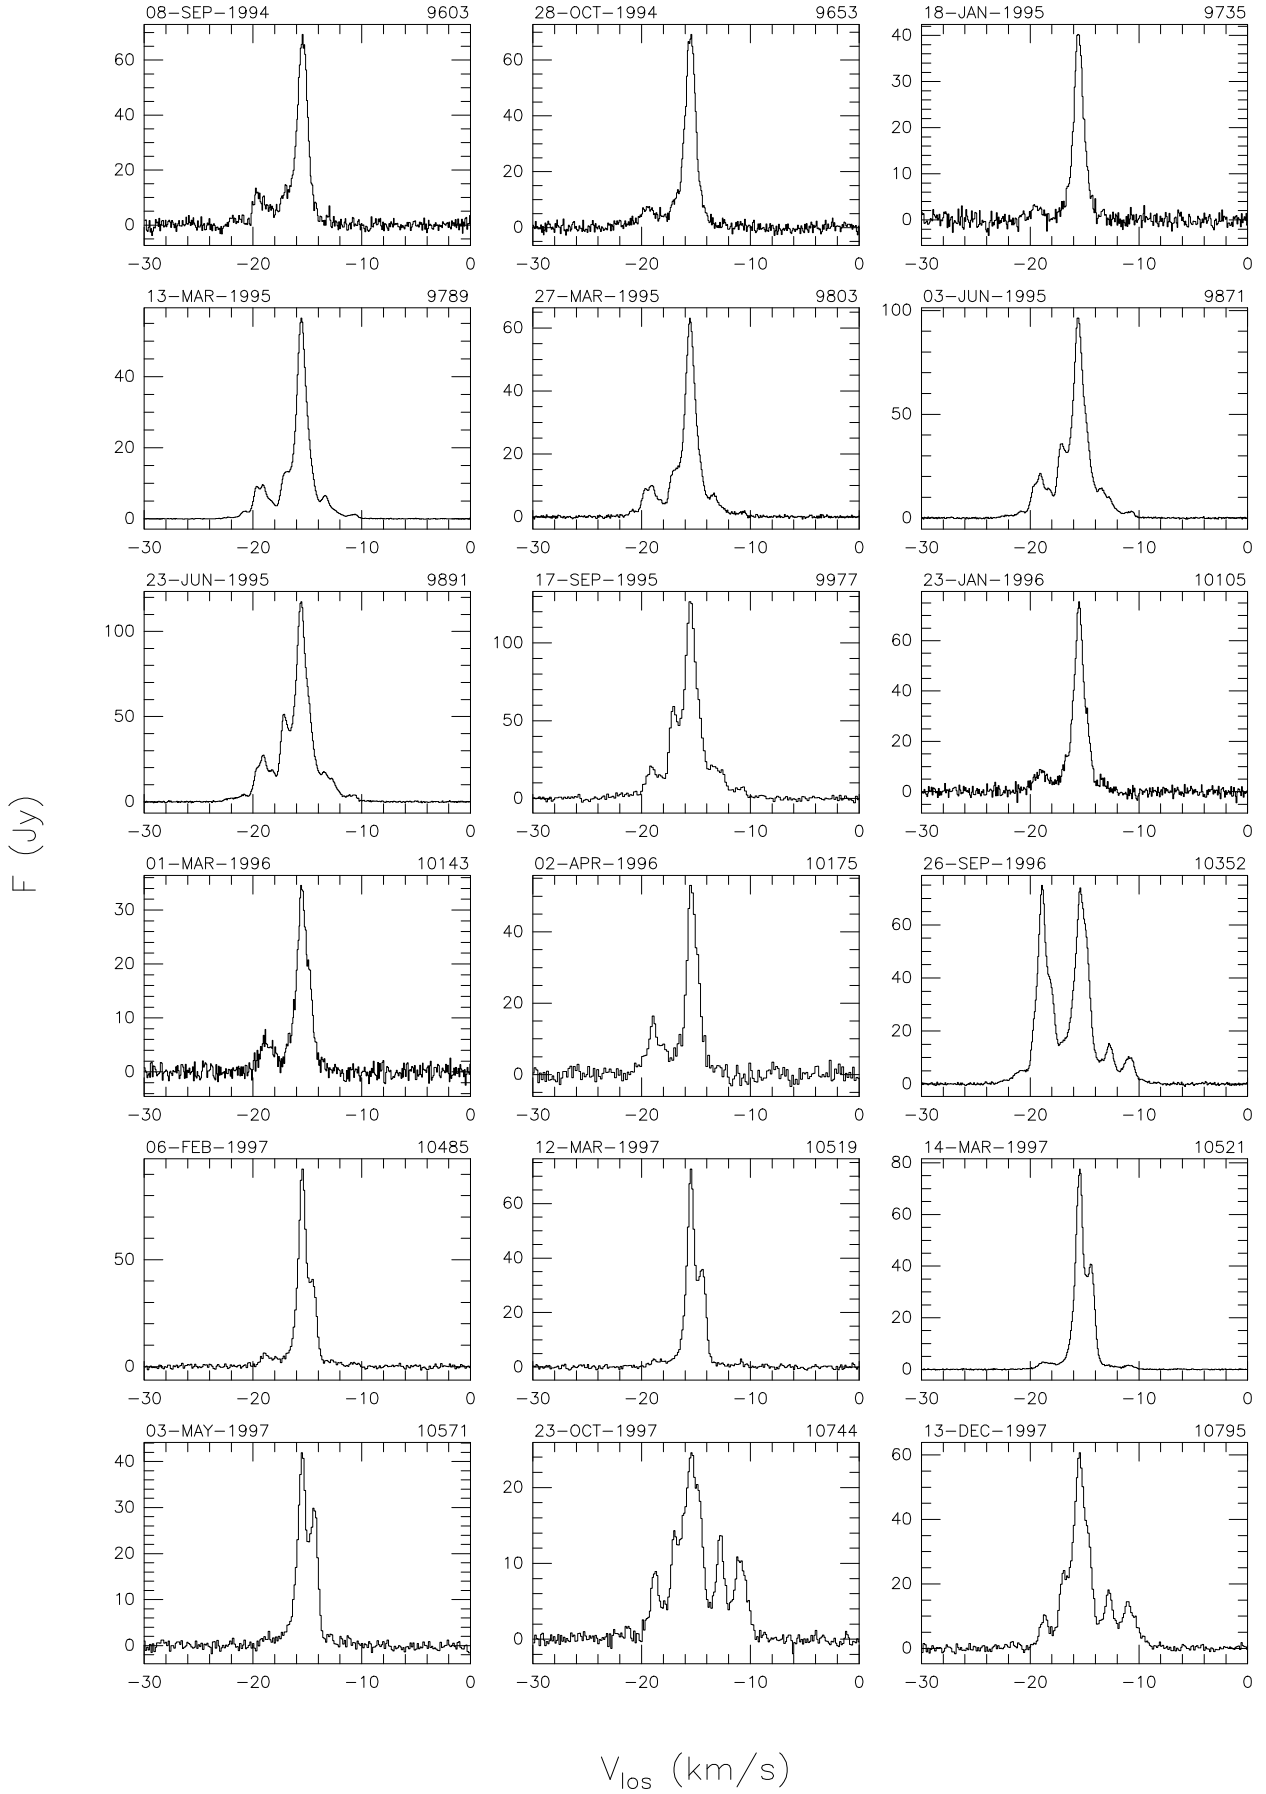 08-SEP-1994 9603 28-OCT-1994 9653 18-JAN-1995 9735
60 60 40
40 40 30
20 20 20
10
0 0 0
-30 -20 -10 0 -30 -20 -10 0 -30 -20 -10 0
13-MAR-1995 9789 27-MAR-1995 9803 03-JUN-1995 9871
60 100
40 40
50
20 20
0 0 0
-30 -20 -10 0 -30 -20 -10 0 -30 -20 -10 0
23-JUN-1995 9891 17-SEP-1995 9977 23-JAN-1996 10105
100 100 60
40
50 50 20
0 0 0
-30 -20 -10 0 -30 -20 -10 0 -30 -20 -10 0
F (Jy)
01-MAR-1996 10143 02-APR-1996 10175 26-SEP-1996 10352
30 40 60
20 40
10 20 20
0 0 0
-30 -20 -10 0 -30 -20 -10 0 -30 -20 -10 0
06-FEB-1997 10485 12-MAR-1997 10519 14-MAR-1997 10521
80
60 60
50 40 40
20 20
0 0 0
-30 -20 -10 0 -30 -20 -10 0 -30 -20 -10 0
03-MAY-1997 10571 23-OCT-1997 10744 13-DEC-1997 10795
40 60
30 20 40
20
10 10 20
0 0 0
-30 -20 -10 0 -30 -20 -10 0 -30 -20 -10 0
Vlos (km/s)